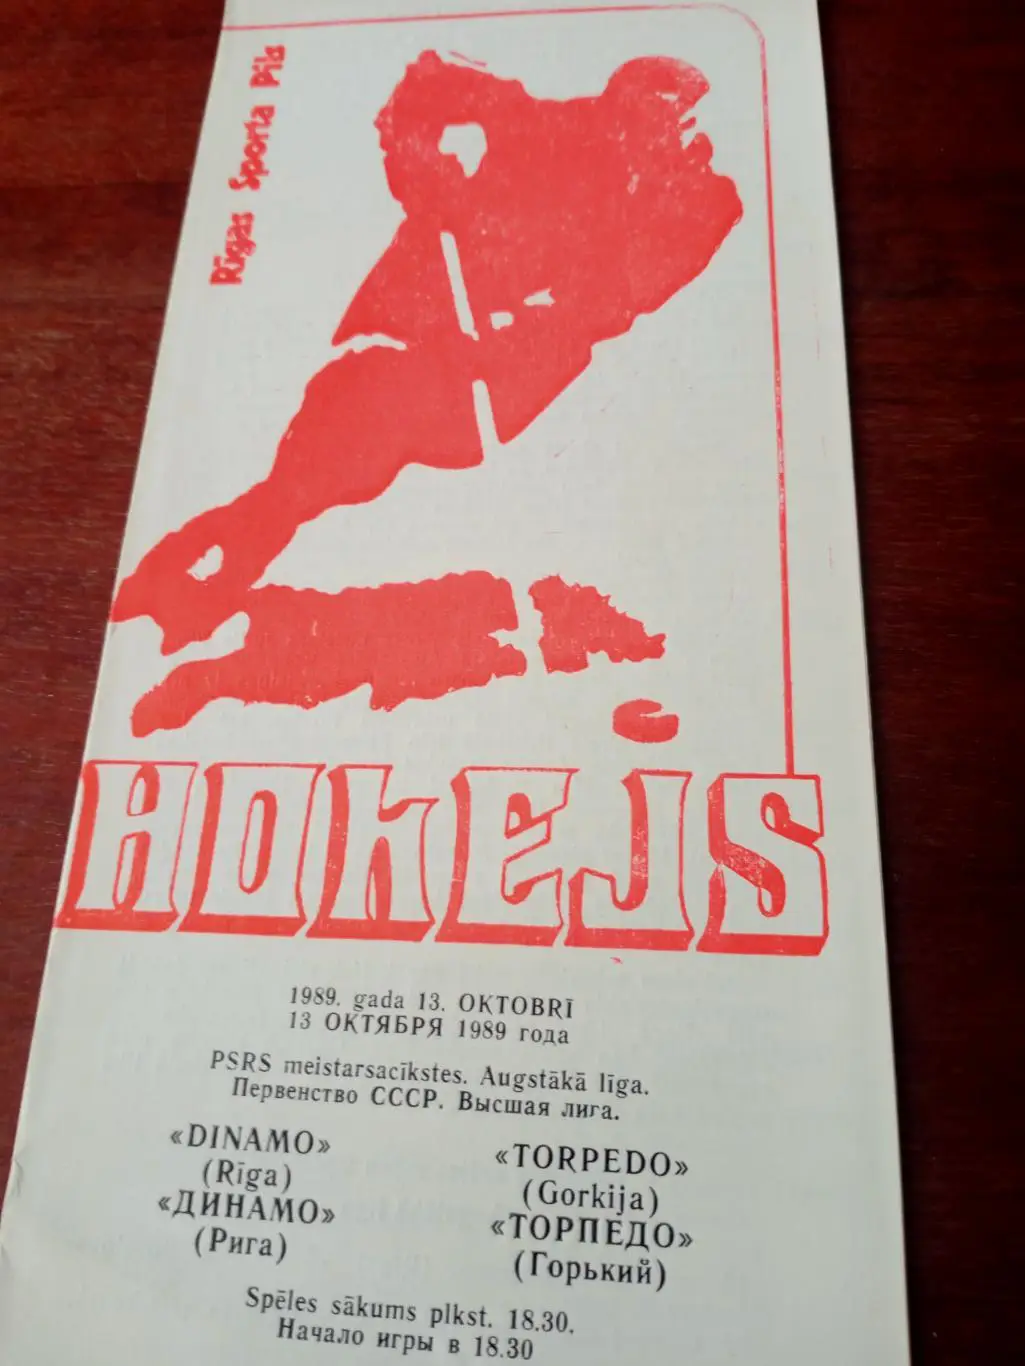 Rīgas Sporta Pils
HOKEJS
1989. gada 13. OKTOBRĪ
13 ОКТЯБРЯ 1989 года
PSRS meistarsacīkstes. Augstākā līga.
Первенство СССР. Высшая лига.
«DINAMO»
(Rīga)
«ДИНАМО»
(Рига)
«TORPEDO»
(Gorkija)
«ТОРПЕДО»
(Горький)
Spēles sākums plkst. 18.30.
Начало игры в 18.30